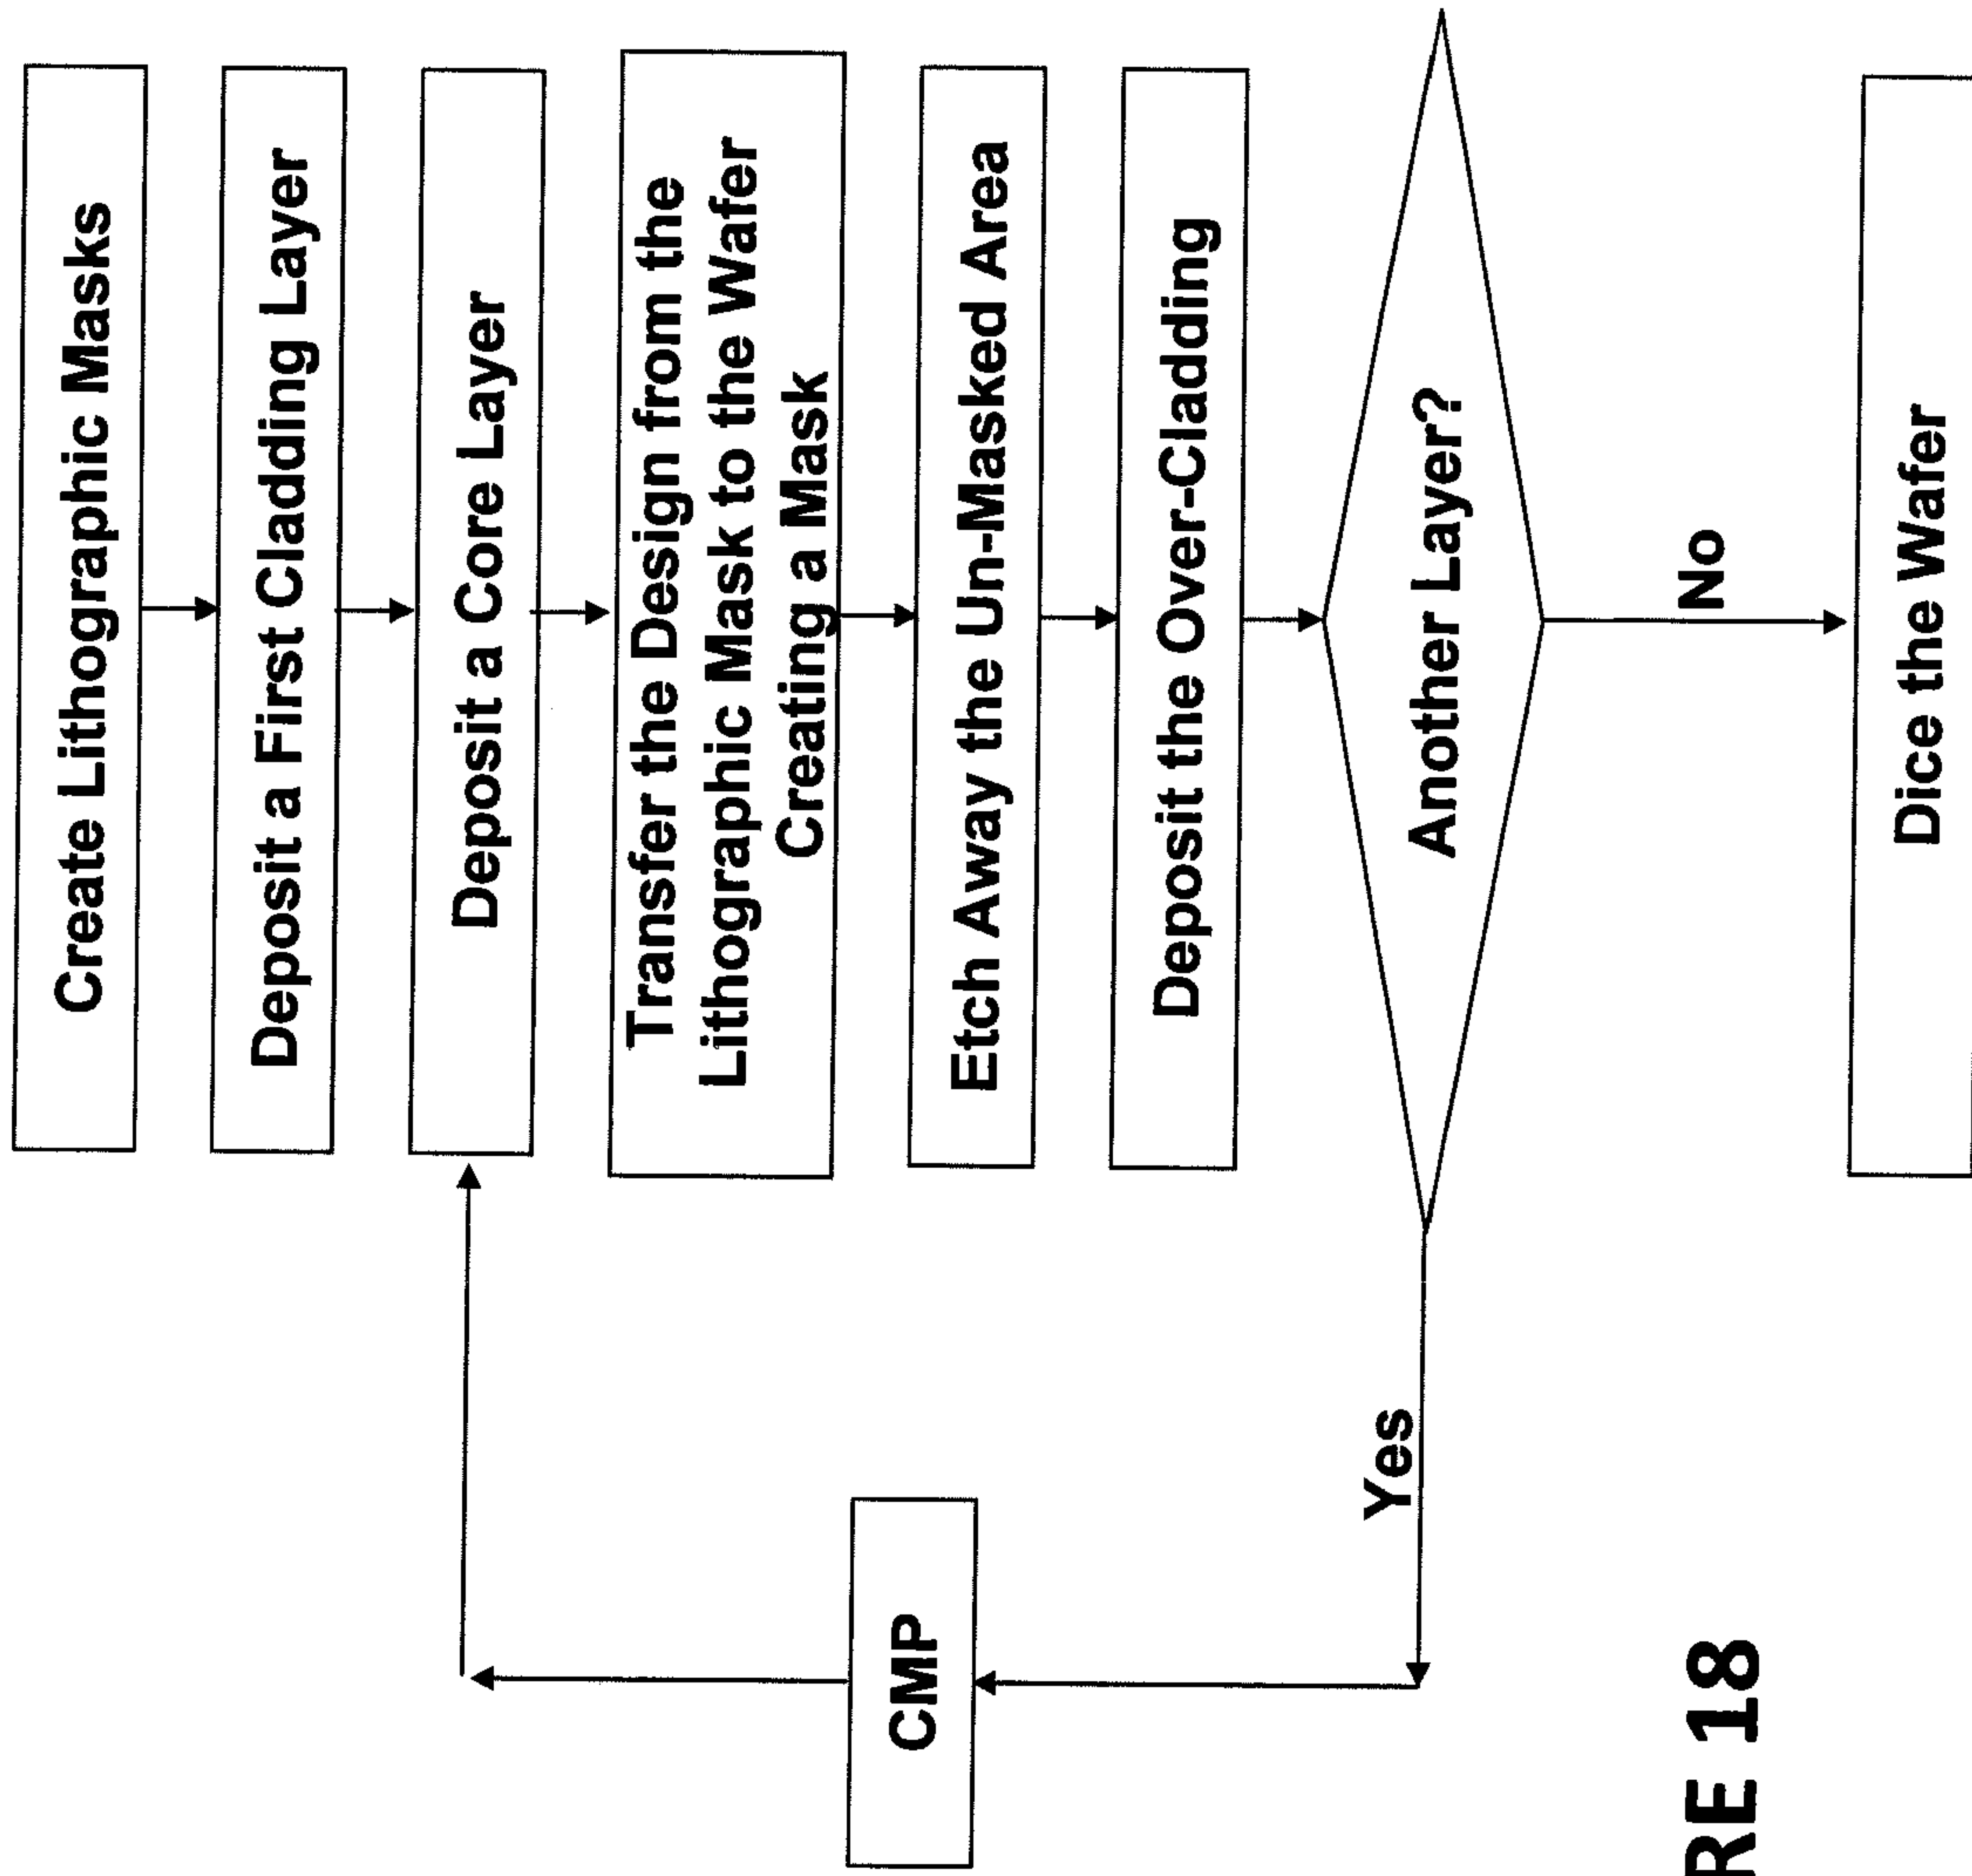 Create Lithographic Masks
Deposit a First Cladding Layer
Deposit a Core Layer
Transfer the Design from the
Lithographic Mask to the Wafer
Creating a Mask
Etch Away the Un-Masked Area
Deposit the Over-Cladding
Another Layer?
Yes
CMP
No
Dice the Wafer
RE 18